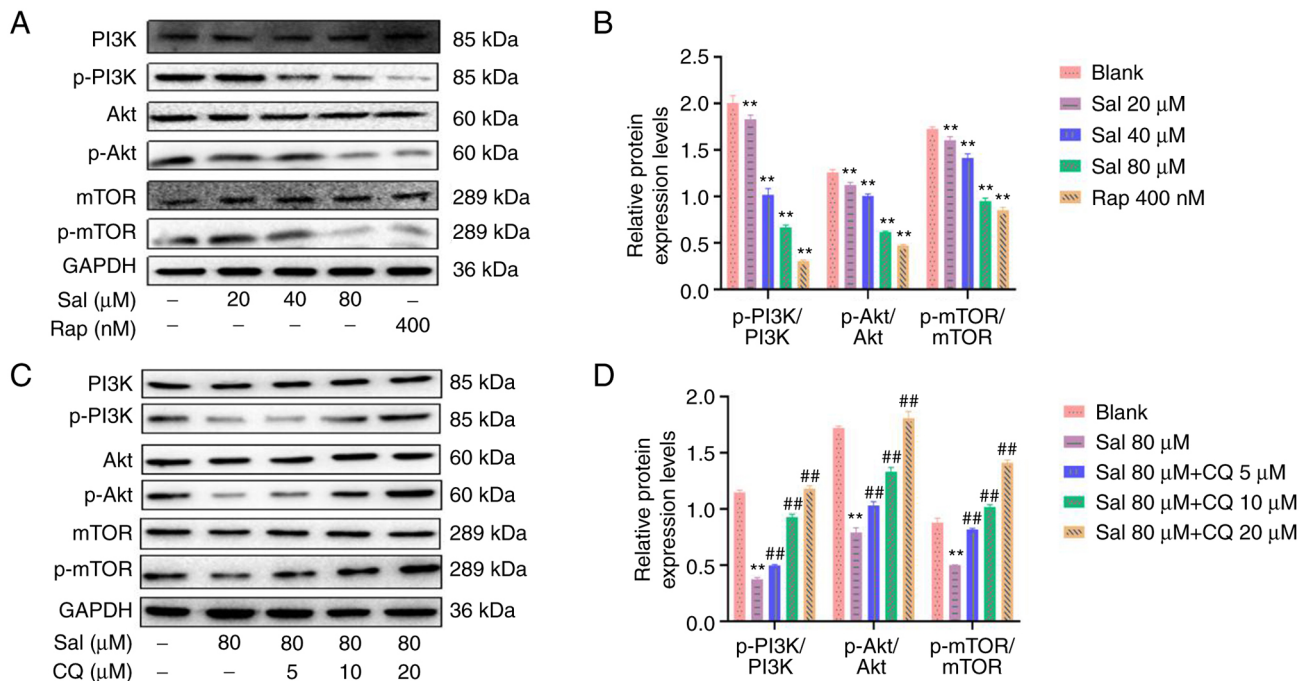 A
PI3K 85 kDa
p-PI3K 85 kDa
Akt 60 kDa
p-Akt 60 kDa
mTOR 289 kDa
p-mTOR 289 kDa
GAPDH 36 kDa
Sal (μM) – 20 40 80 –
Rap (nM) – – – – 400
B
Relative protein
expression levels
2.5
2.0
1.5
1.0
0.5
0.0
** ** ** **
** ** ** **
** ** ** **
p-PI3K/
PI3K
p-Akt/
Akt
p-mTOR/
mTOR
Blank
Sal 20 μM
Sal 40 μM
Sal 80 μM
Rap 400 nM
C
PI3K 85 kDa
p-PI3K 85 kDa
Akt 60 kDa
p-Akt 60 kDa
mTOR 289 kDa
p-mTOR 289 kDa
GAPDH 36 kDa
Sal (μM) – 80 80 80 80
CQ (μM) – – 5 10 20
D
Relative protein
expression levels
2.0
1.5
1.0
0.5
0.0
** ## ## ##
** ## ## ##
** ## ## ##
p-PI3K/
PI3K
p-Akt/
Akt
p-mTOR/
mTOR
Blank
Sal 80 μM
Sal 80 μM+CQ 5 μM
Sal 80 μM+CQ 10 μM
Sal 80 μM+CQ 20 μM